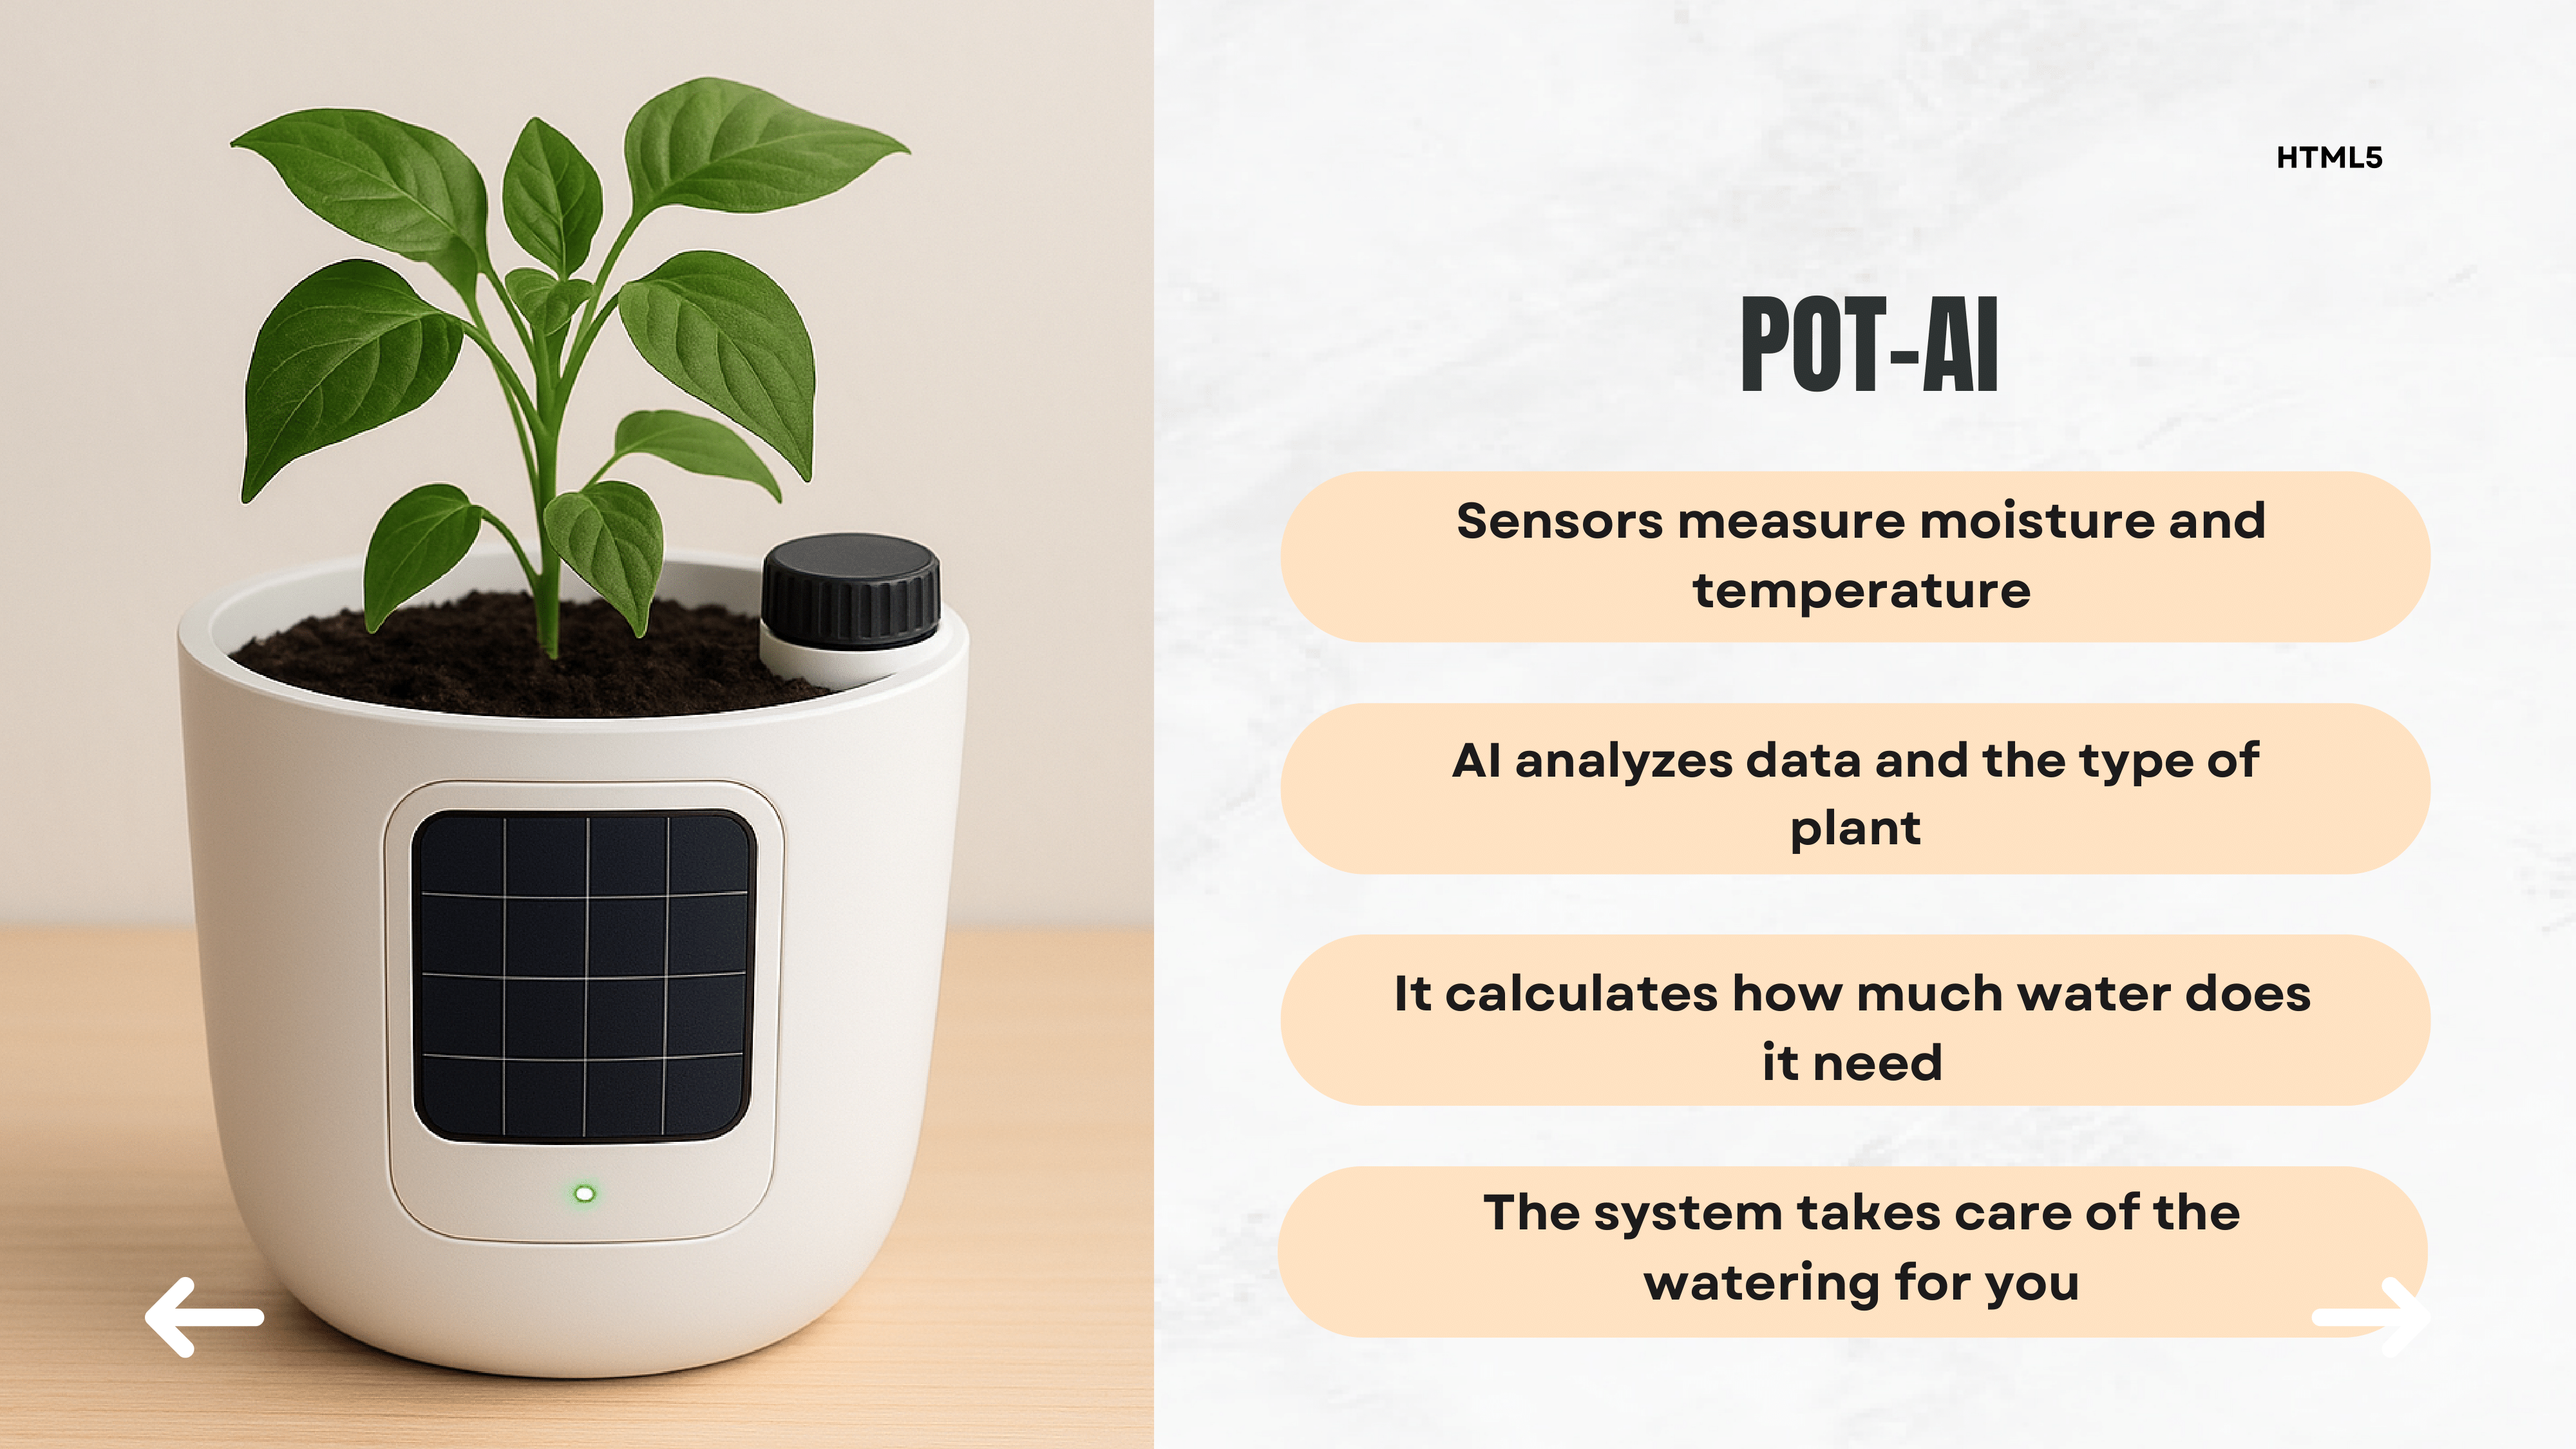 HTML5
POT-AI
Sensors measure moisture and
temperature
AI analyzes data and the type of
plant
It calculates how much water does
it need
The system takes care of the
watering for you